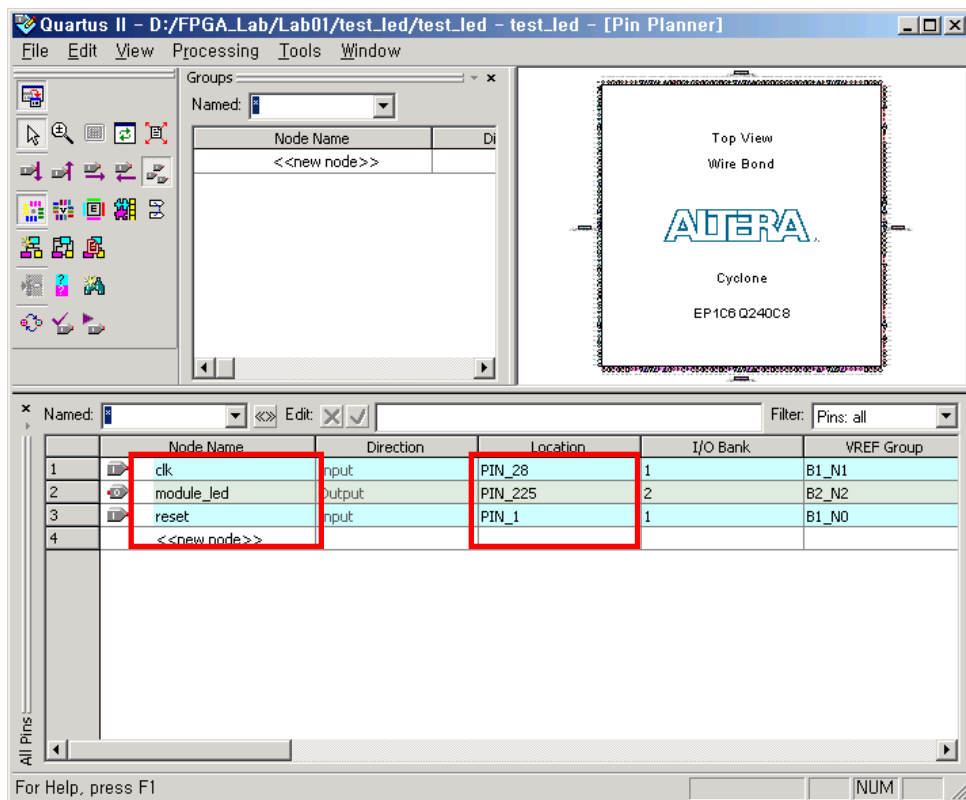 Quartus II - D:/FPGA_Lab/Lab01/test_led/test_led - test_led - [Pin Planner]
File Edit View Processing Tools Window
Groups
Named: *
Node Name Di
<<new node>>
Top View
Wire Bond
ALTERA
Cyclone
EP1C6Q240C8
Named: * <<>> Edit: Filter: Pins: all
Node Name Direction Location I/O Bank VREF Group
1 clk Input PIN_28 1 B1_N1
2 module_led Output PIN_225 2 B2_N2
3 reset Input PIN_1 1 B1_N0
4 <<new node>>
All Pins
For Help, press F1 NUM